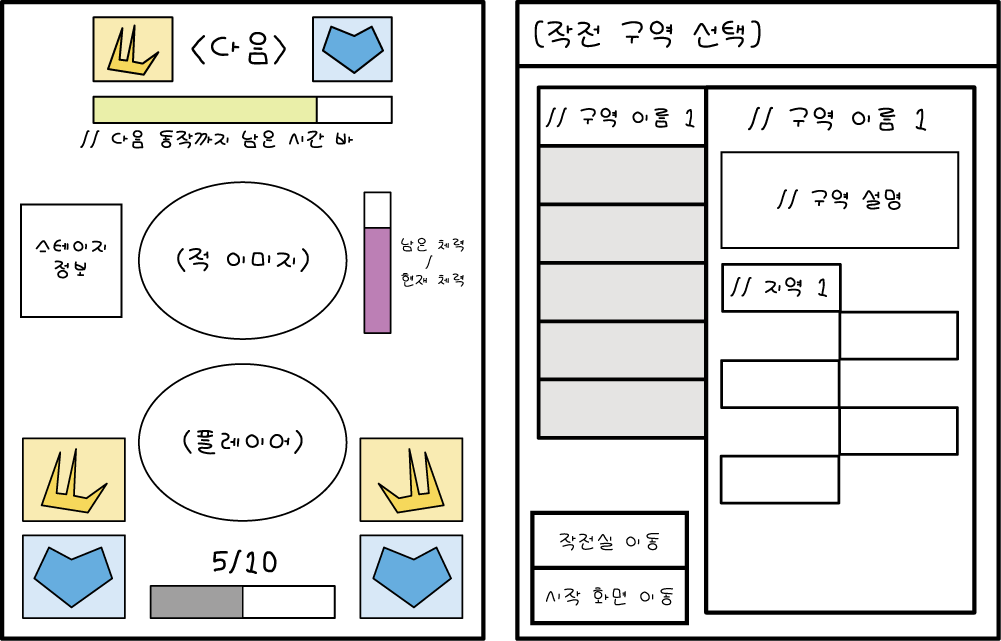 <다음>
// 다음 동작까지 남은 시간 바
스테이지
정보
(적 이미지)
남은 체력
/
현재 체력
(플레이어)
5/10
(작전 구역 선택)
// 구역 이름 1
// 구역 이름 1
// 구역 설명
// 지역 1
작전실 이동
시작 화면 이동